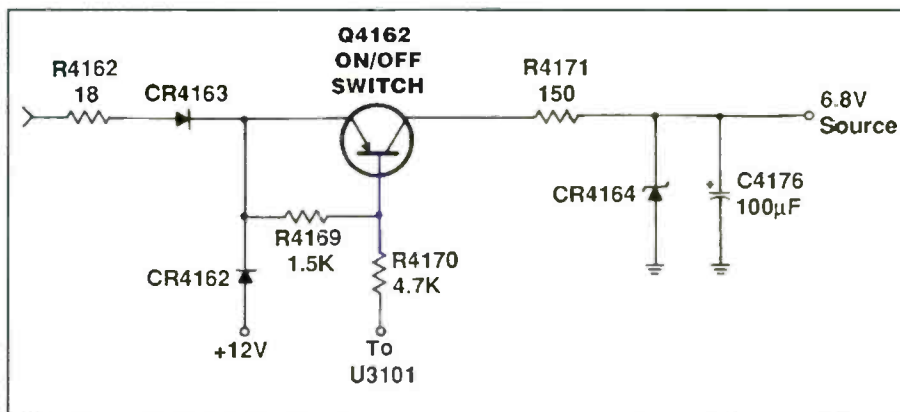 Q4162
ON/OFF
SWITCH
R4162
18
CR4163
R4171
150
6.8V
Source
CR4164
C4176
100µF
+
R4169
1.5K
R4170
4.7K
CR4162
+12V
To
U3101